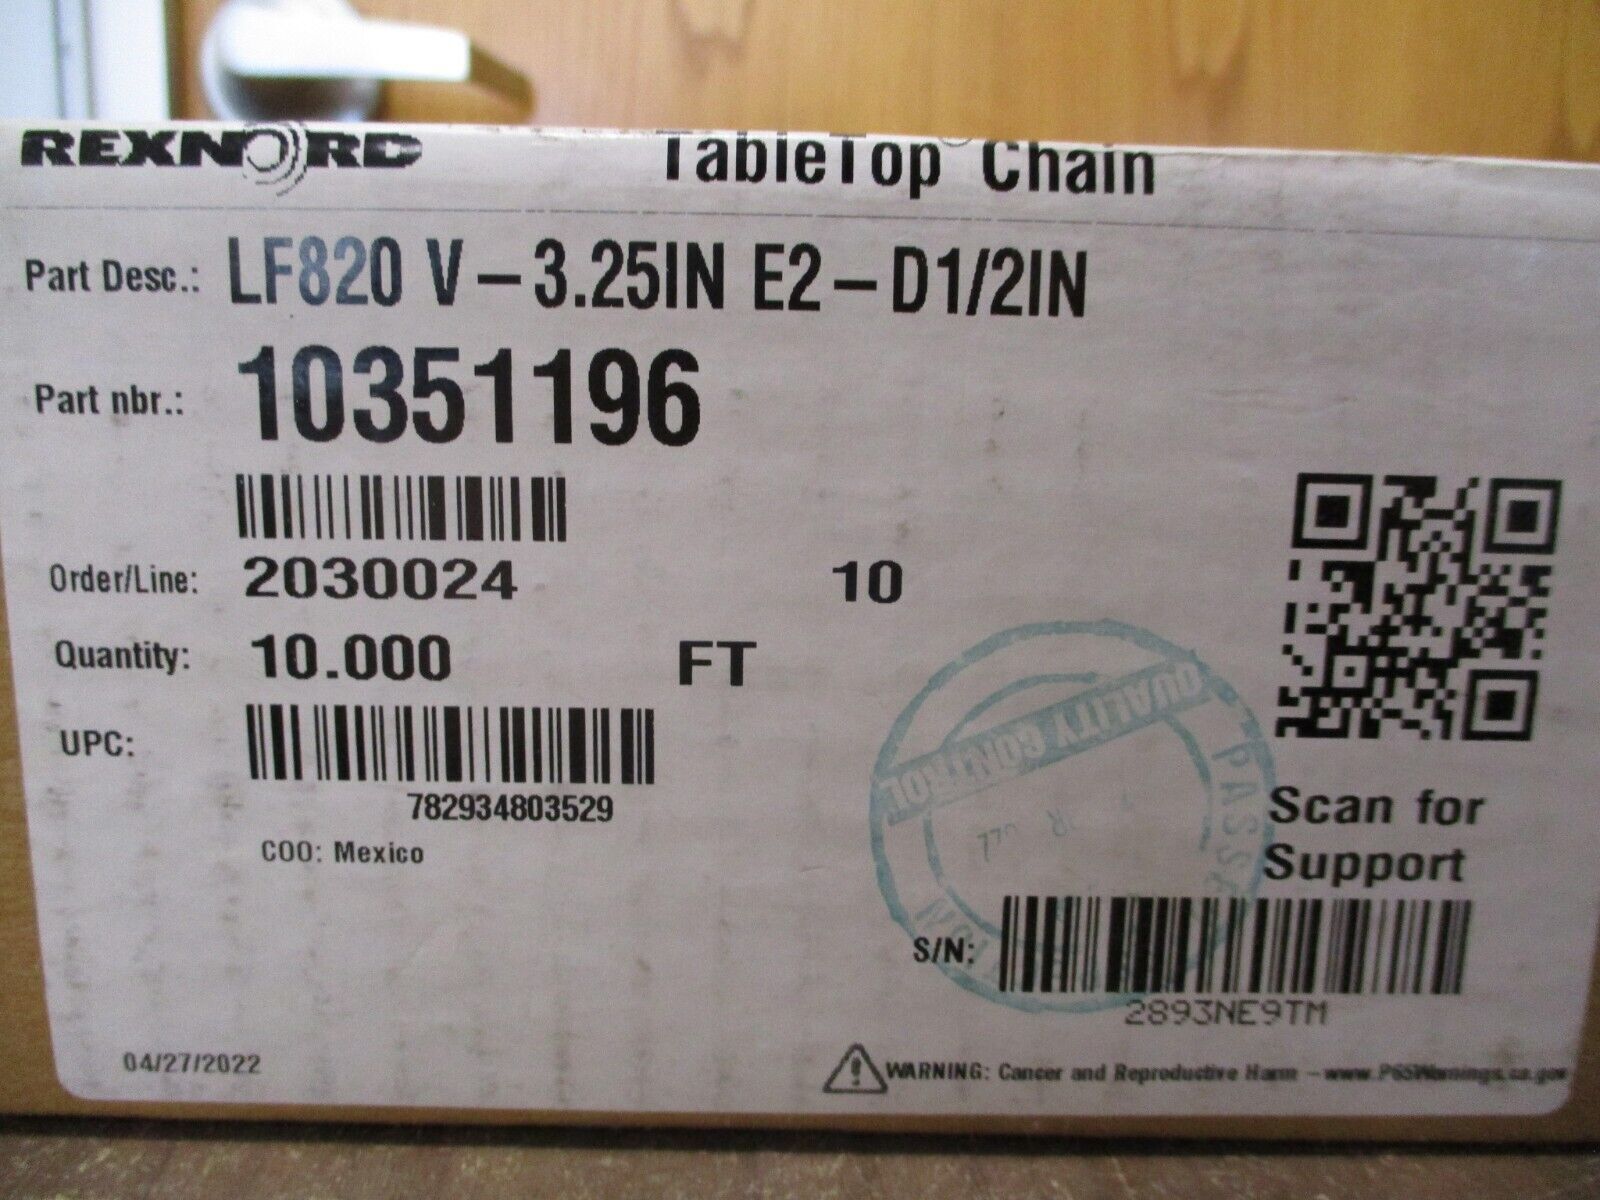 REXNORD TableTop® Chain
Part Desc.: LF820 V-3.25IN E2-D1/2IN
Part nbr.: 10351196
Order/Line: 2030024 10
Quantity: 10.000 FT
UPC:
782934803529
COO: Mexico
QUALITY CONTROL
PASSED
Scan for
Support
S/N:
2893NE9TM
04/27/2022
WARNING: Cancer and Reproductive Harm - www.P65Warnings.ca.gov